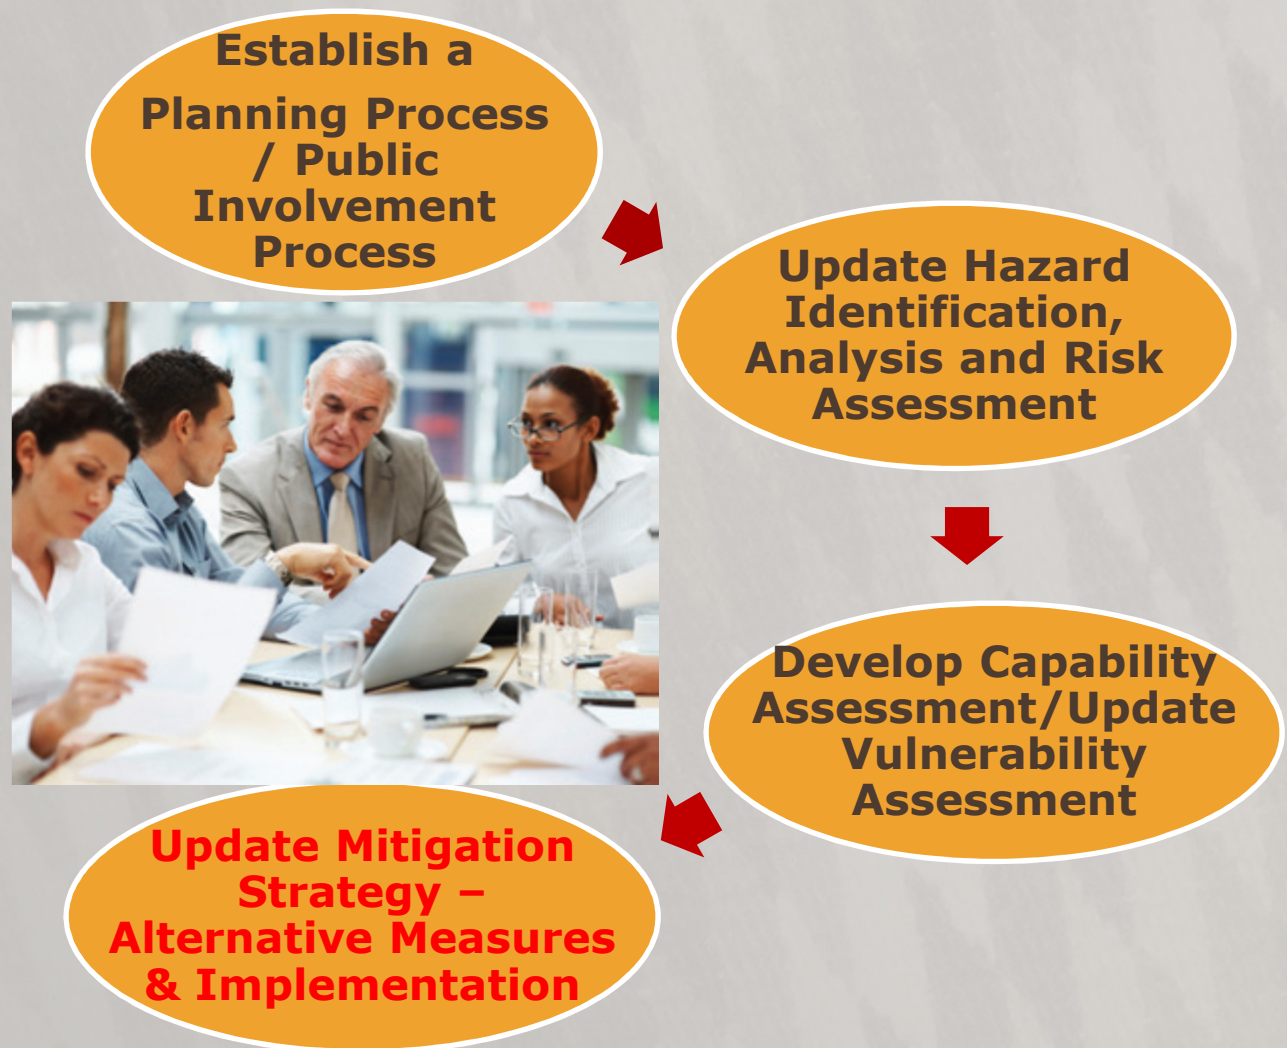 Establish a
Planning Process
/ Public
Involvement
Process
Update Hazard
Identification,
Analysis and Risk
Assessment
Develop Capability
Assessment/Update
Vulnerability
Assessment
Update Mitigation
Strategy –
Alternative Measures
& Implementation